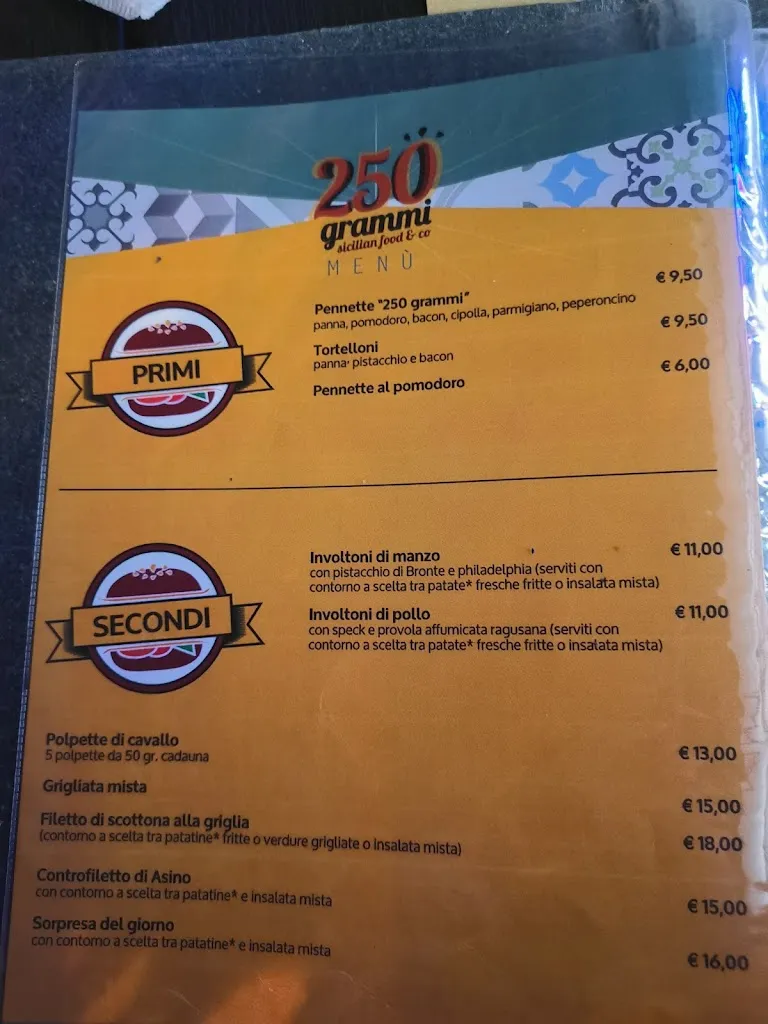 250
grammi
sicilian food & co
MENÙ
PRIMI
Pennette "250 grammi" € 9,50
panna, pomodoro, bacon, cipolla, parmigiano, peperoncino
Tortelloni € 9,50
panna, pistacchio e bacon
Pennette al pomodoro € 6,00
SECONDI
Involtoni di manzo € 11,00
con pistacchio di Bronte e philadelphia (serviti con
contorno a scelta tra patate* fresche fritte o insalata mista)
Involtoni di pollo € 11,00
con speck e provola affumicata ragusana (serviti con
contorno a scelta tra patate* fresche fritte o insalata mista)
Polpette di cavallo € 13,00
5 polpette da 50 gr. cadauna
Grigliata mista € 15,00
Filetto di scottona alla griglia € 18,00
(contorno a scelta tra patatine* fritte o verdure grigliate o insalata mista)
Controfiletto di Asino € 15,00
con contorno a scelta tra patatine* e insalata mista
Sorpresa del giorno € 16,00
con contorno a scelta tra patatine* e insalata mista